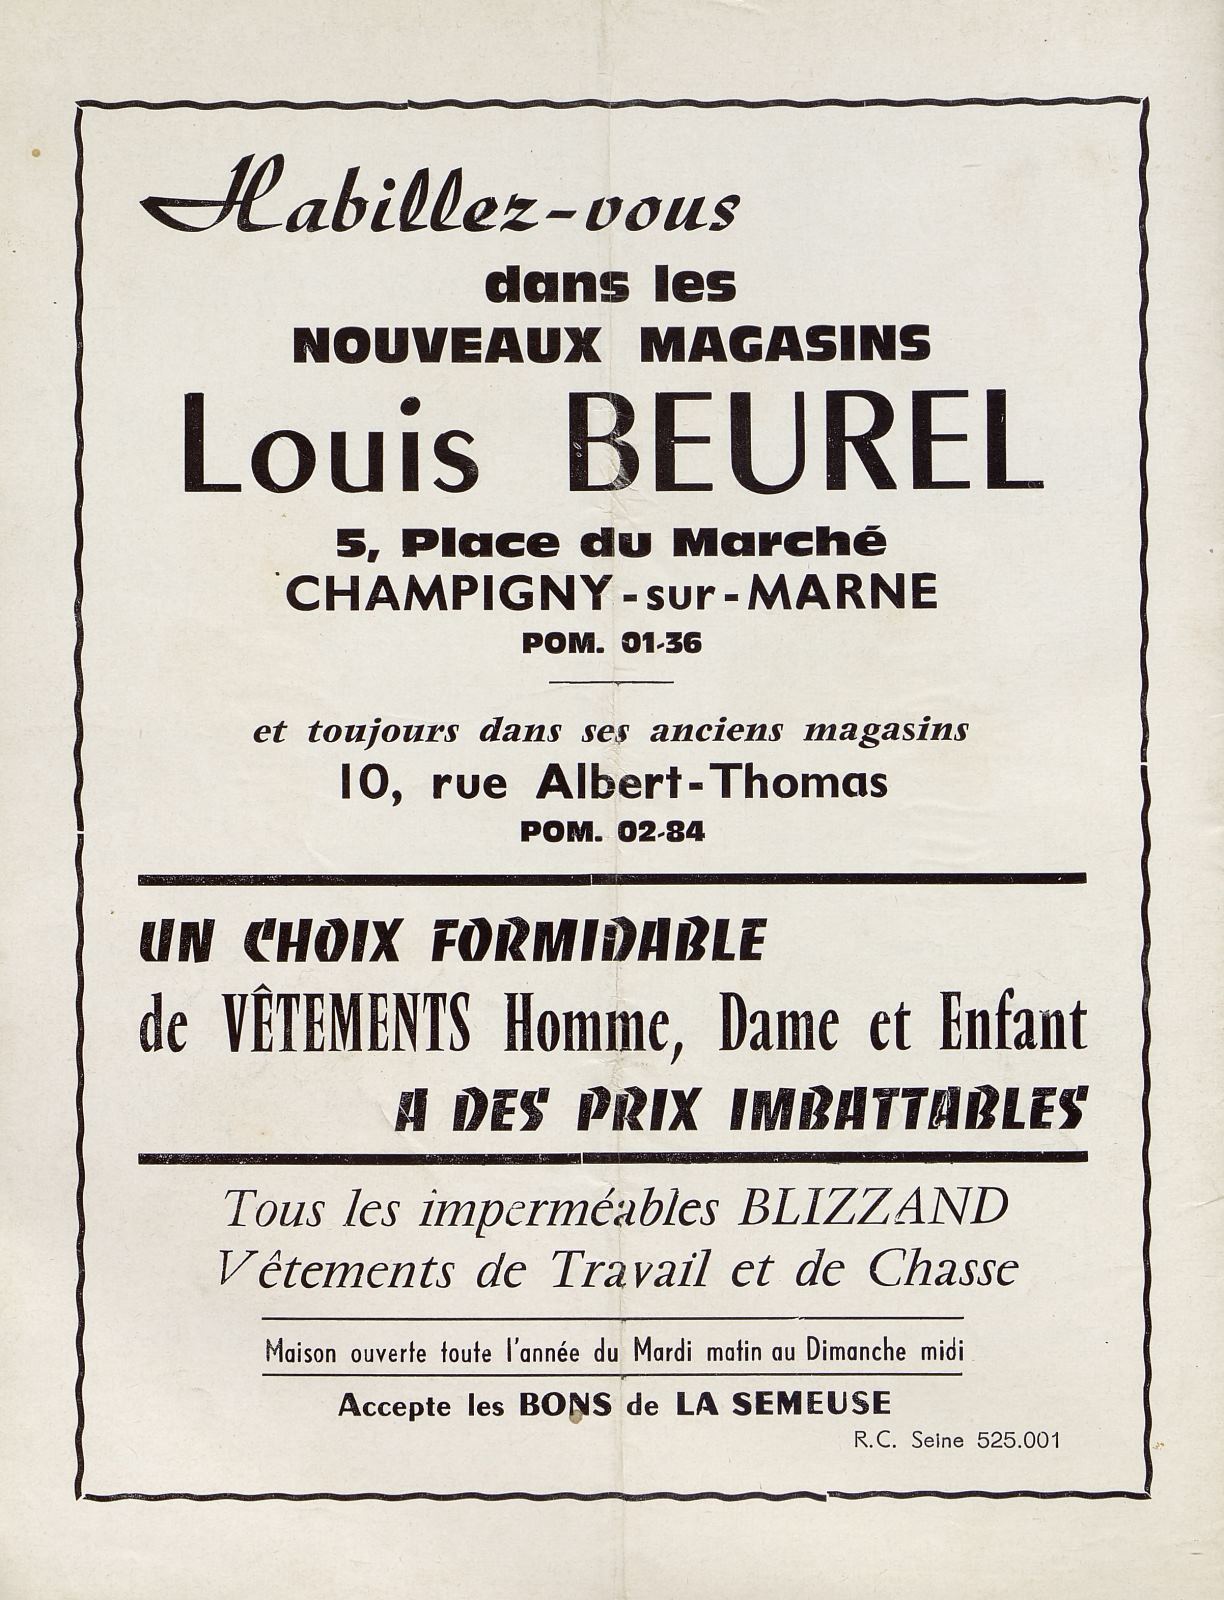 Habillez-vous
dans les
NOUVEAUX MAGASINS
Louis BEUREL
5, Place du Marché
CHAMPIGNY-sur-MARNE
POM. 01-36
et toujours dans ses anciens magasins
10, rue Albert-Thomas
POM. 02-84
UN CHOIX FORMIDABLE
de VÊTEMENTS Homme, Dame et Enfant
A DES PRIX IMBATTABLES
Tous les imperméables BLIZZAND
Vêtements de Travail et de Chasse
Maison ouverte toute l'année du Mardi matin au Dimanche midi
Accepte les BONS de LA SEMEUSE
R.C. Seine 525.001